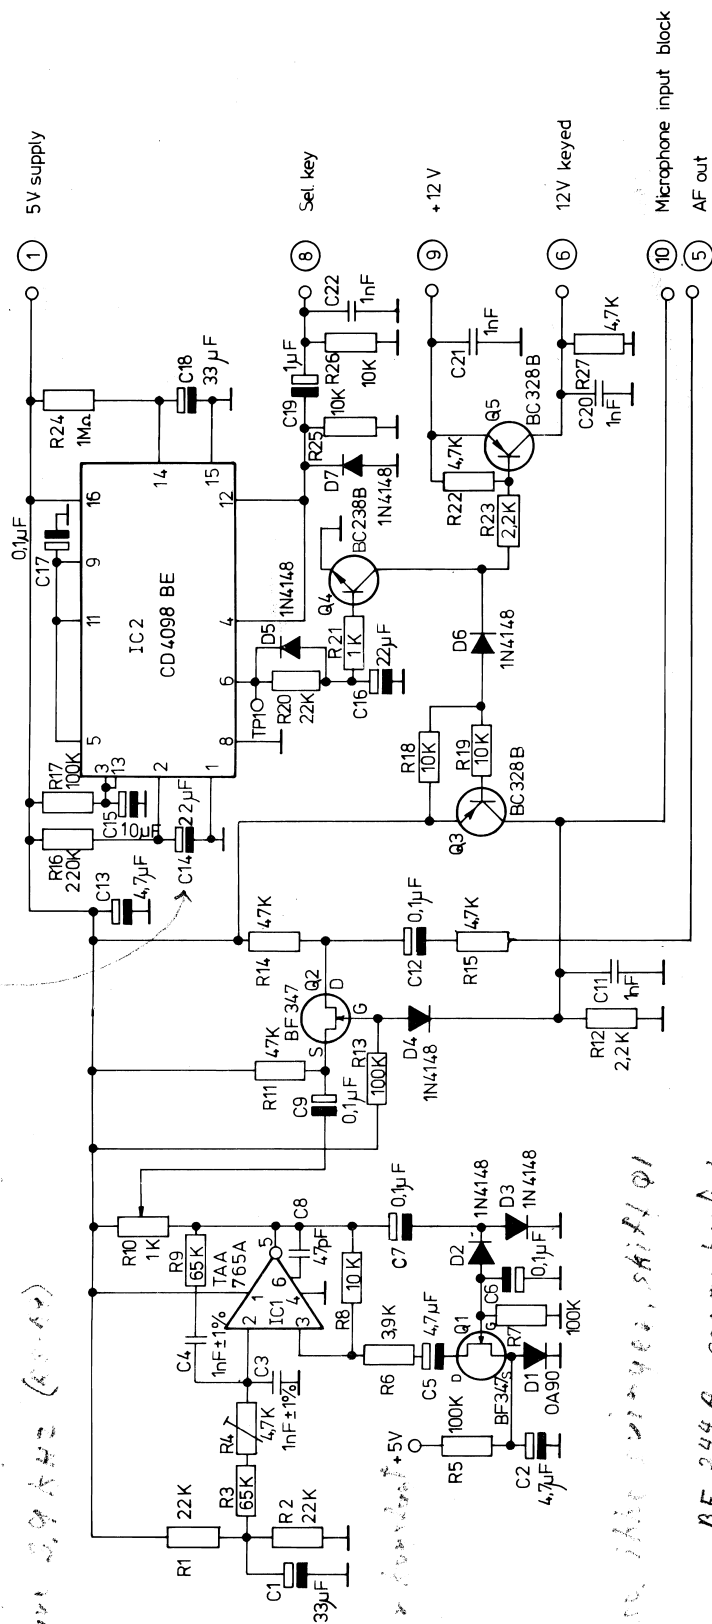 5V supply
1
Sel. key
8
+12V
9
12V keyed
6
Microphone input block
10
AF out
5
R24
1MΩ
C18
33µF
14
15
16
12
0,1µF
C17
9
11
5
IC2
CD4098 BE
4
6
8
3
13
2
1
R17
100K
C15
10µF
R16
220K
C14
22µF
C13
4,7µF
C22
1nF
1µF
C19
R26
10K
10K
R25
D7
1N4148
1N4148
D5
TP1
R20
22K
Q4
BC238B
R21
1K
22µF
C16
C21
1nF
Q5
BC328B
4,7K
R22
R23
2,2K
4,7K
R27
C20
1nF
D6
1N4148
R18
10K
R19
10K
Q3
BC328B
47K
R14
0,1µF
C12
47K
R15
Q2
BF347
D
S
G
47K
R11
C9
0,1µF
R13
100K
D4
1N4148
C11
1nF
R12
2,2K
R10
1K
R9
65K
TAA
765A
IC1
1
2
3
4
5
6
C8
47pF
C4
1nF±1%
C3
1nF±1%
R4
4,7K
R3
65K
R1
22K
R2
22K
C1
33µF
R8
10K
C7
0,1µF
1N4148
D2
D3
1N4148
C6
0,1µF
R6
3,9K
C5
4,7µF
Q1
D
G
S
BF347
R7
100K
D1
OA90
100K
R5
+5V
C2
4,7µF
BF 244A